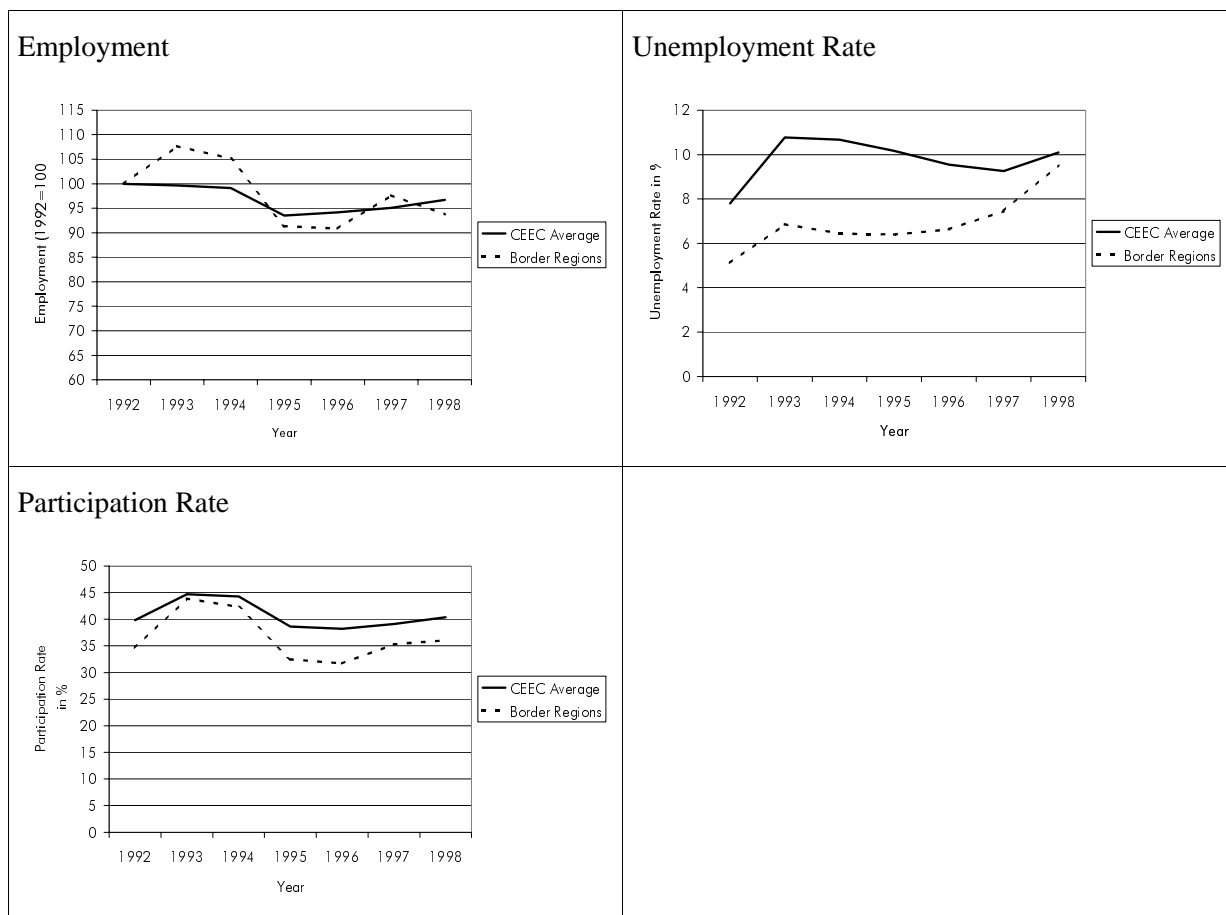 Employment
115
110
105
100
95
90
85
80
75
70
65
60
Employment (1992=100
1992 1993 1994 1995 1996 1997 1998
Year
CEEC Average
Border Regions
Unemployment Rate
12
10
8
6
4
2
0
Unemployment Rate in %
1992 1993 1994 1995 1996 1997 1998
Year
CEEC Average
Border Regions
Participation Rate
50
45
40
35
30
25
20
15
10
5
0
Participation Rate
in %
1992 1993 1994 1995 1996 1997 1998
Year
CEEC Average
Border Regions